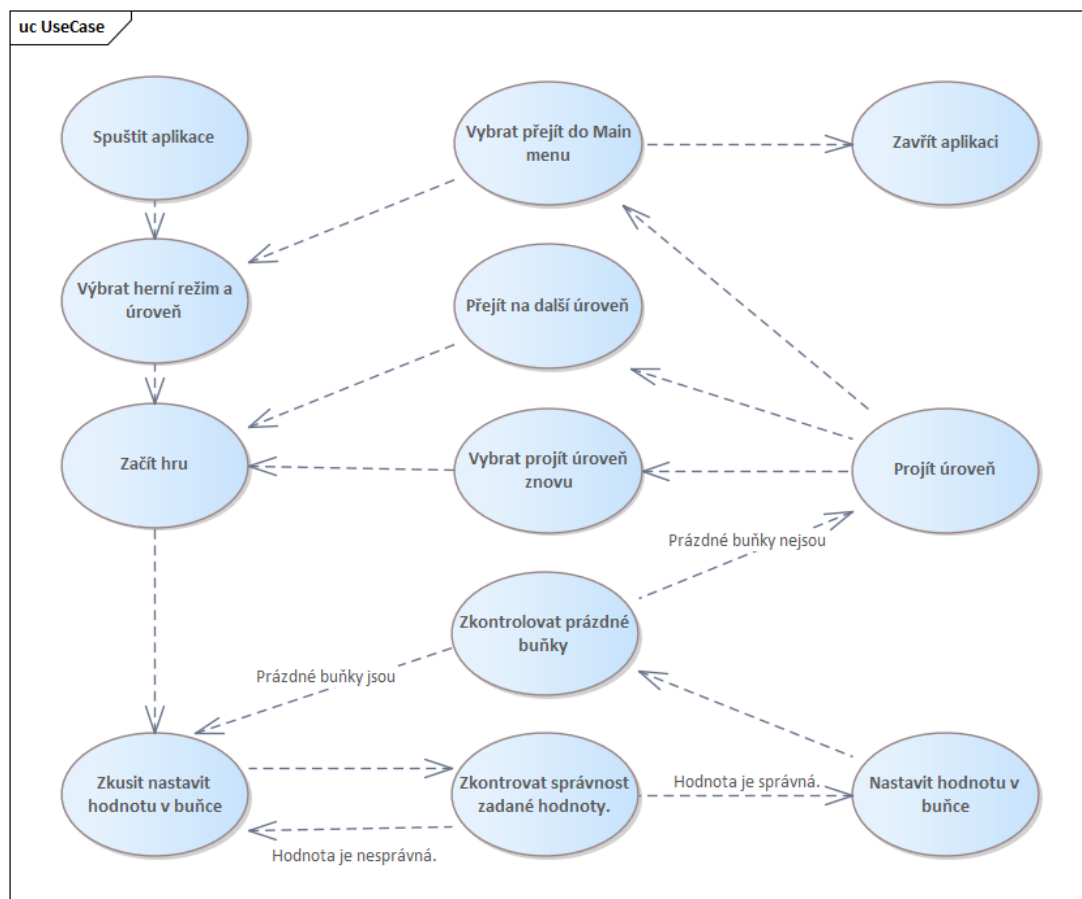 uc UseCase
Spuštit aplikace
Vybrat přejít do Main
menu
Zavřít aplikaci
Výbrat herní režim a
úroveň
Přejít na další úroveň
Začít hru
Vybrat projít úroveň
znovu
Projít úroveň
Prázdné buňky nejsou
Zkontrolovat prázdné
buňky
Prázdné buňky jsou
Zkusit nastavit
hodnotu v buňce
Zkontrovat správnost
zadané hodnoty.
Hodnota je správná.
Nastavit hodnotu v
buňce
Hodnota je nesprávná.